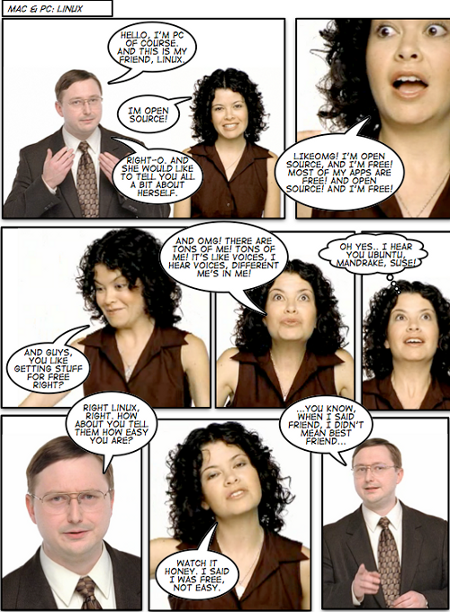 MAC & PC: LINUX
HELLO, I'M PC
OF COURSE.
AND THIS IS MY
FRIEND, LINUX.
IM OPEN
SOURCE!
RIGHT-O. AND
SHE WOULD LIKE
TO TELL YOU ALL
A BIT ABOUT
HERSELF.
LIKEOMG! I'M OPEN
SOURCE, AND I'M FREE!
MOST OF MY APPS ARE
FREE! AND OPEN
SOURCE! AND I'M FREE!
AND GUYS,
YOU LIKE
GETTING STUFF
FOR FREE
RIGHT?
AND OMG! THERE ARE
TONS OF ME! TONS OF
ME! IT'S LIKE VOICES, I
HEAR VOICES, DIFFERENT
ME'S IN ME!
OH YES.. I HEAR
YOU UBUNTU,
MANDRAKE, SUSE!
RIGHT LINUX,
RIGHT. HOW
ABOUT YOU TELL
THEM HOW EASY
YOU ARE?
WATCH IT
HONEY. I SAID
I WAS FREE,
NOT EASY.
...YOU KNOW,
WHEN I SAID
FRIEND, I DIDN'T
MEAN BEST
FRIEND...